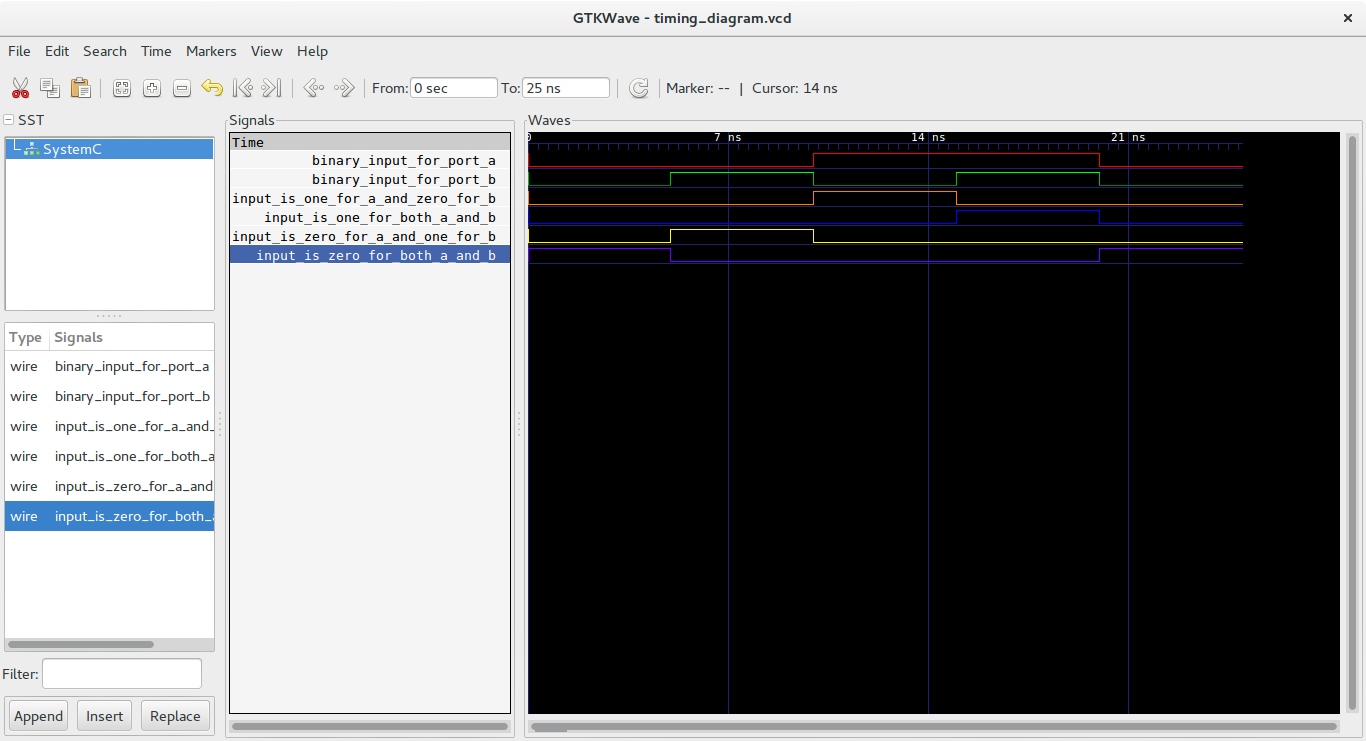 GTKWave - timing_diagram.vcd
File Edit Search Time Markers View Help
From: 0 sec To: 25 ns Marker: -- | Cursor: 14 ns
SST
SystemC
Type Signals
wire binary_input_for_port_a
wire binary_input_for_port_b
wire input_is_one_for_a_and_
wire input_is_one_for_both_a
wire input_is_zero_for_a_and
wire input_is_zero_for_both_
Filter:
Append Insert Replace
Signals
Time
binary_input_for_port_a
binary_input_for_port_b
input_is_one_for_a_and_zero_for_b
input_is_one_for_both_a_and_b
input_is_zero_for_a_and_one_for_b
input_is_zero_for_both_a_and_b
Waves
0 7 ns 14 ns 21 ns